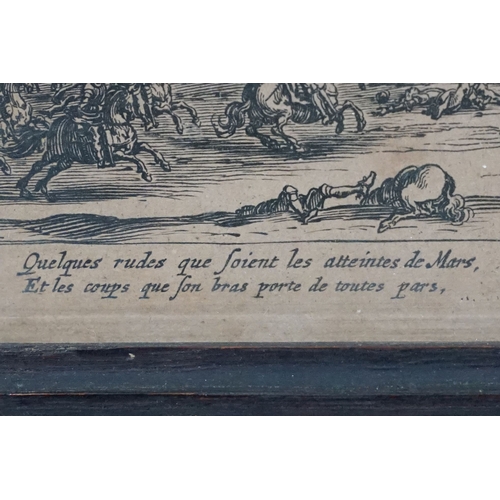 Quelques rudes que ſoient les atteintes de Mars,
Et les coups que ſon bras porte de toutes pars,